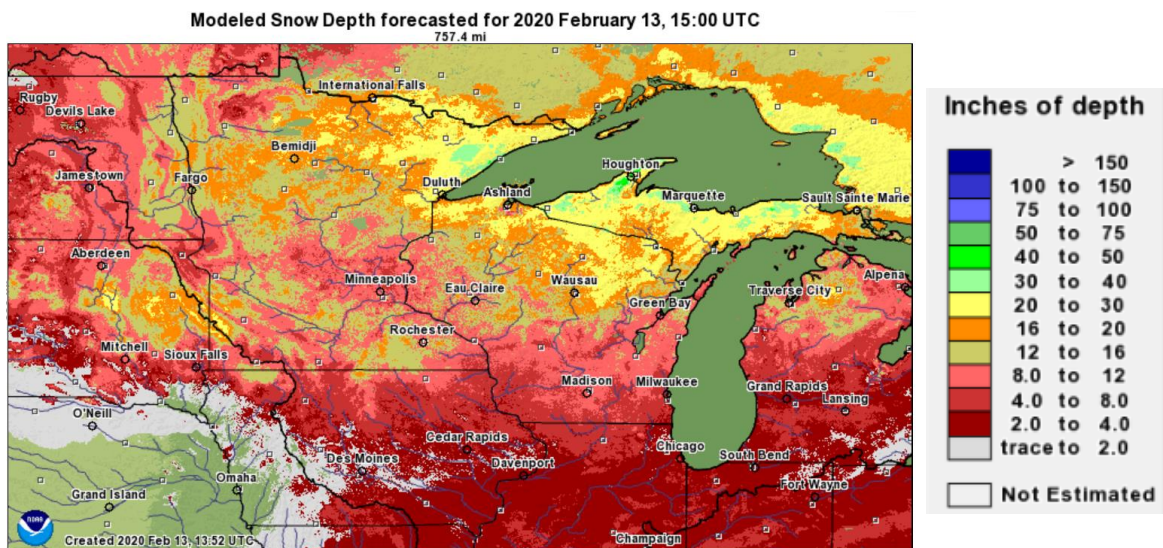 Modeled Snow Depth forecasted for 2020 February 13, 15:00 UTC
757.4 mi
International Falls
Rugby
Devils Lake
Bemidji
Houghton
Jamestown
Fargo
Duluth
Ashland
Marquette
Sault Sainte Marie
Aberdeen
Minneapolis
Eau Claire
Wausau
Green Bay
Traverse City
Alpena
Rochester
Mitchell
Sioux Falls
Madison
Milwaukee
Grand Rapids
Lansing
O'Neill
Cedar Rapids
Chicago
Des Moines
Davenport
South Bend
Omaha
Fort Wayne
Grand Island
NOAA
Created 2020 Feb 13, 13:52 UTC
Champaign
Inches of depth
> 150
100 to 150
75 to 100
50 to 75
40 to 50
30 to 40
20 to 30
16 to 20
12 to 16
8.0 to 12
4.0 to 8.0
2.0 to 4.0
trace to 2.0
Not Estimated